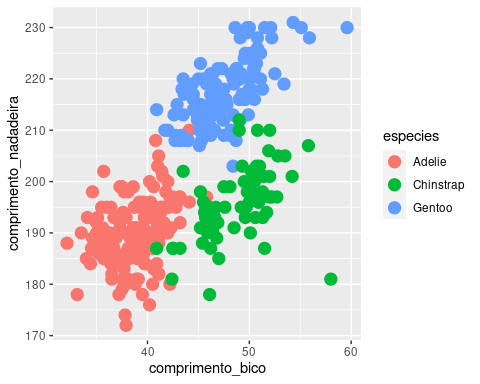 230
220
210
200
190
180
170
comprimento_nadadeira
40
50
60
comprimento_bico
especies
Adelie
Chinstrap
Gentoo